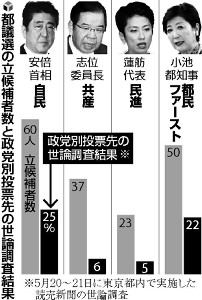 都議選の立候補者数と政党別投票先の世論調査結果
安倍
首相
自民
志位
委員長
共産
蓮舫
代表
民進
小池
都知事
都民
ファースト
政党別投票先の
世論調査結果※
60人
立候補者数
25%
37
6
23
5
50
22
※5月20~21日に東京都内で実施した
読売新聞の世論調査